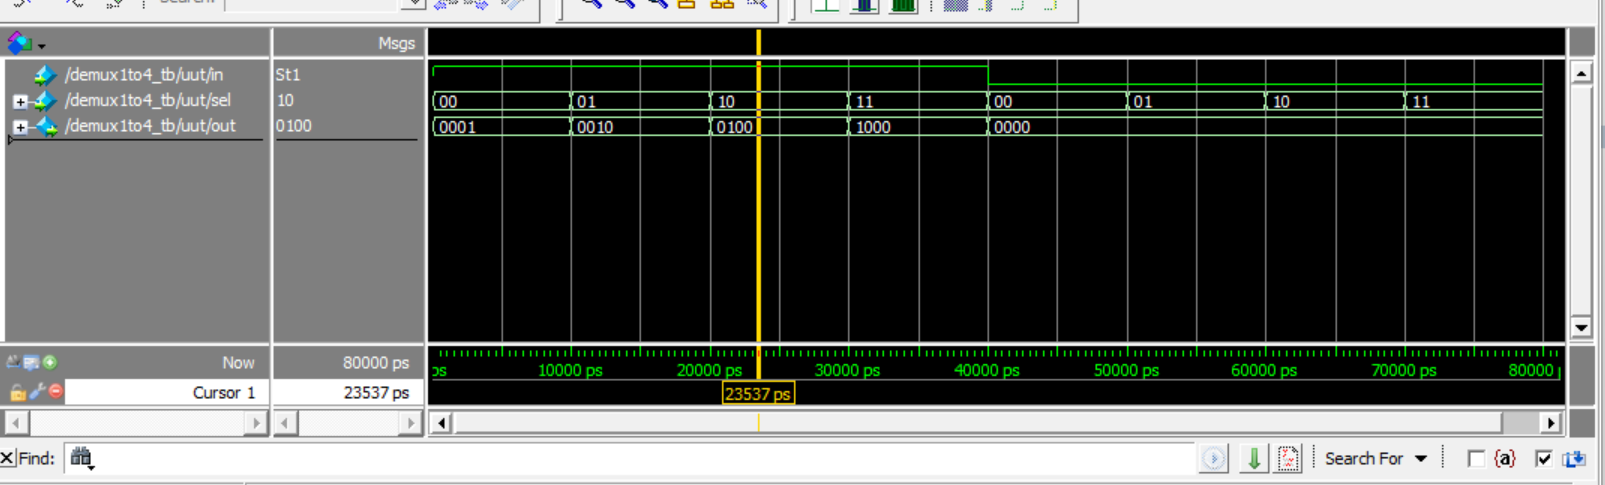 Search:
Msgs
/demux1to4_tb/uut/in St1
/demux1to4_tb/uut/sel 10 00 01 10 11 00 01 10 11
/demux1to4_tb/uut/out 0100 0001 0010 0100 1000 0000
Now 80000 ps ps 10000 ps 20000 ps 30000 ps 40000 ps 50000 ps 60000 ps 70000 ps 80000
Cursor 1 23537 ps 23537 ps
Find: Search For {a}